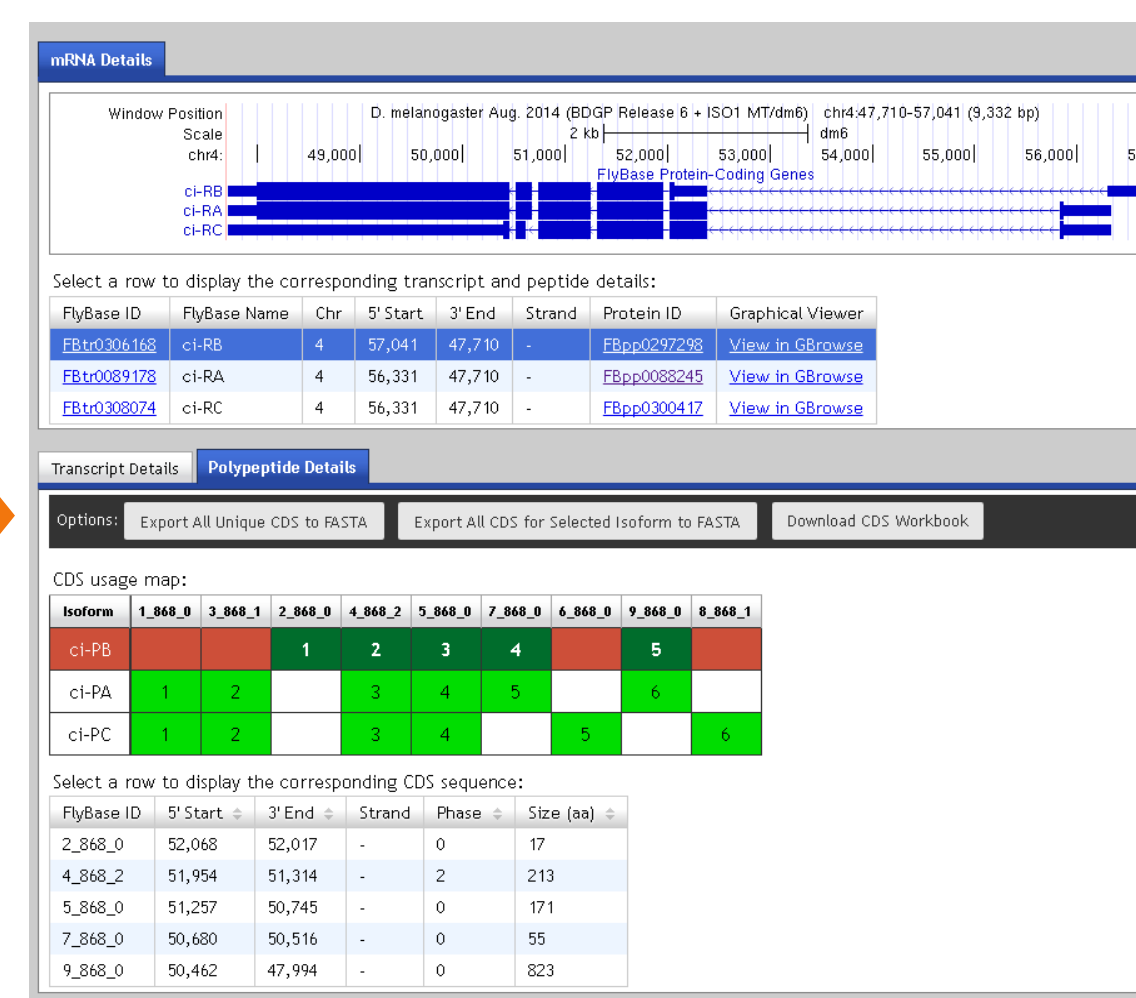 mRNA Details
Window Position D. melanogaster Aug. 2014 (BDGP Release 6 + ISO1 MT/dm6) chr4:47,710-57,041 (9,332 bp)
Scale 2 kb dm6
chr4: 49,000 50,000 51,000 52,000 53,000 54,000 55,000 56,000 5
FlyBase Protein-Coding Genes
ci-RB
ci-RA
ci-RC
Select a row to display the corresponding transcript and peptide details:
FlyBase ID FlyBase Name Chr 5' Start 3' End Strand Protein ID Graphical Viewer
FBtr0306168 ci-RB 4 57,041 47,710 - FBpp0297298 View in GBrowse
FBtr0089178 ci-RA 4 56,331 47,710 - FBpp0088245 View in GBrowse
FBtr0308074 ci-RC 4 56,331 47,710 - FBpp0300417 View in GBrowse
Transcript Details Polypeptide Details
Options: Export All Unique CDS to FASTA Export All CDS for Selected Isoform to FASTA Download CDS Workbook
CDS usage map:
Isoform 1_868_0 3_868_1 2_868_0 4_868_2 5_868_0 7_868_0 6_868_0 9_868_0 8_868_1
ci-PB 1 2 3 4 5
ci-PA 1 2 3 4 5 6
ci-PC 1 2 3 4 5 6
Select a row to display the corresponding CDS sequence:
FlyBase ID 5' Start 3' End Strand Phase Size (aa)
2_868_0 52,068 52,017 - 0 17
4_868_2 51,954 51,314 - 2 213
5_868_0 51,257 50,745 - 0 171
7_868_0 50,680 50,516 - 0 55
9_868_0 50,462 47,994 - 0 823